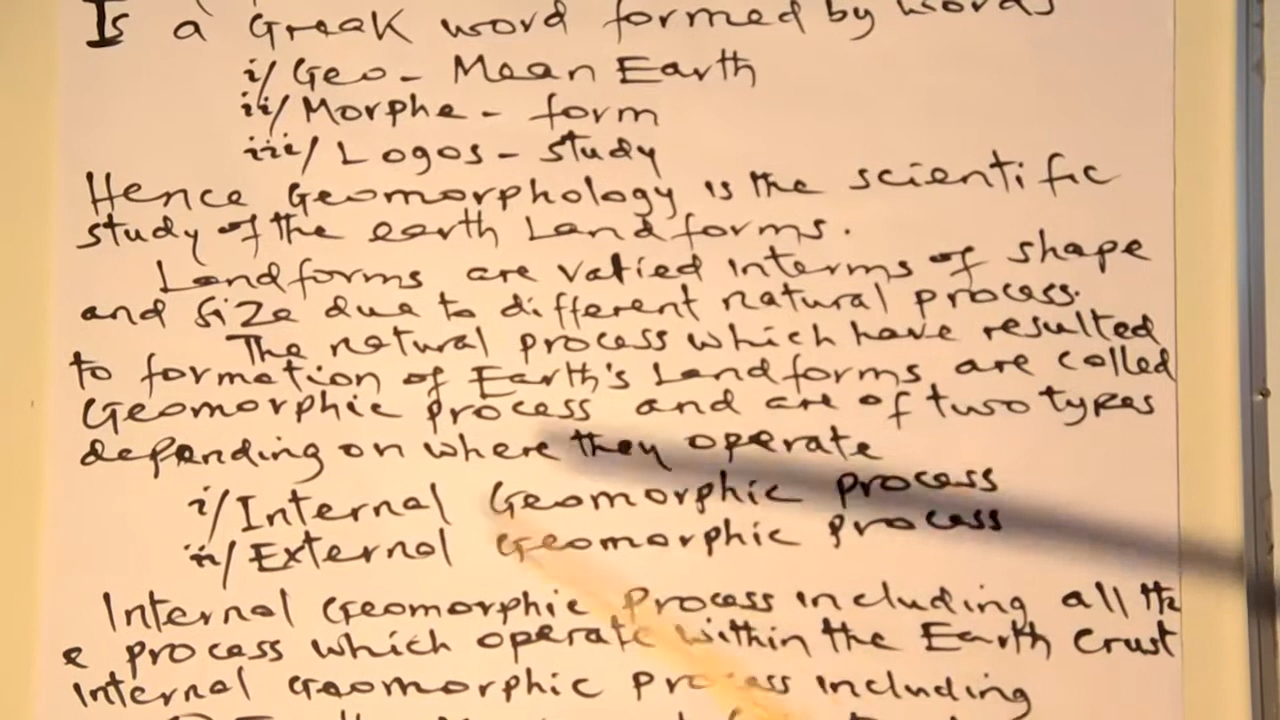 Is a Greak word formed by words
i/ Geo - Mean Earth
ii/ Morphe - form
iii/ Logos - study
Hence Geomorphology is the scientific
study of the earth Landforms.
Landforms are vatied interms of shape
and size due to different natural process.
The natural process which have resulted
to formation of Earth's Landforms are called
Geomorphic process and are of two types
depending on where they operate
i/ Internal Geomorphic process
ii/ External Geomorphic process
Internal Geomorphic Process including all th
e process which operate within the Earth Crust
Internal Geomorphic process including